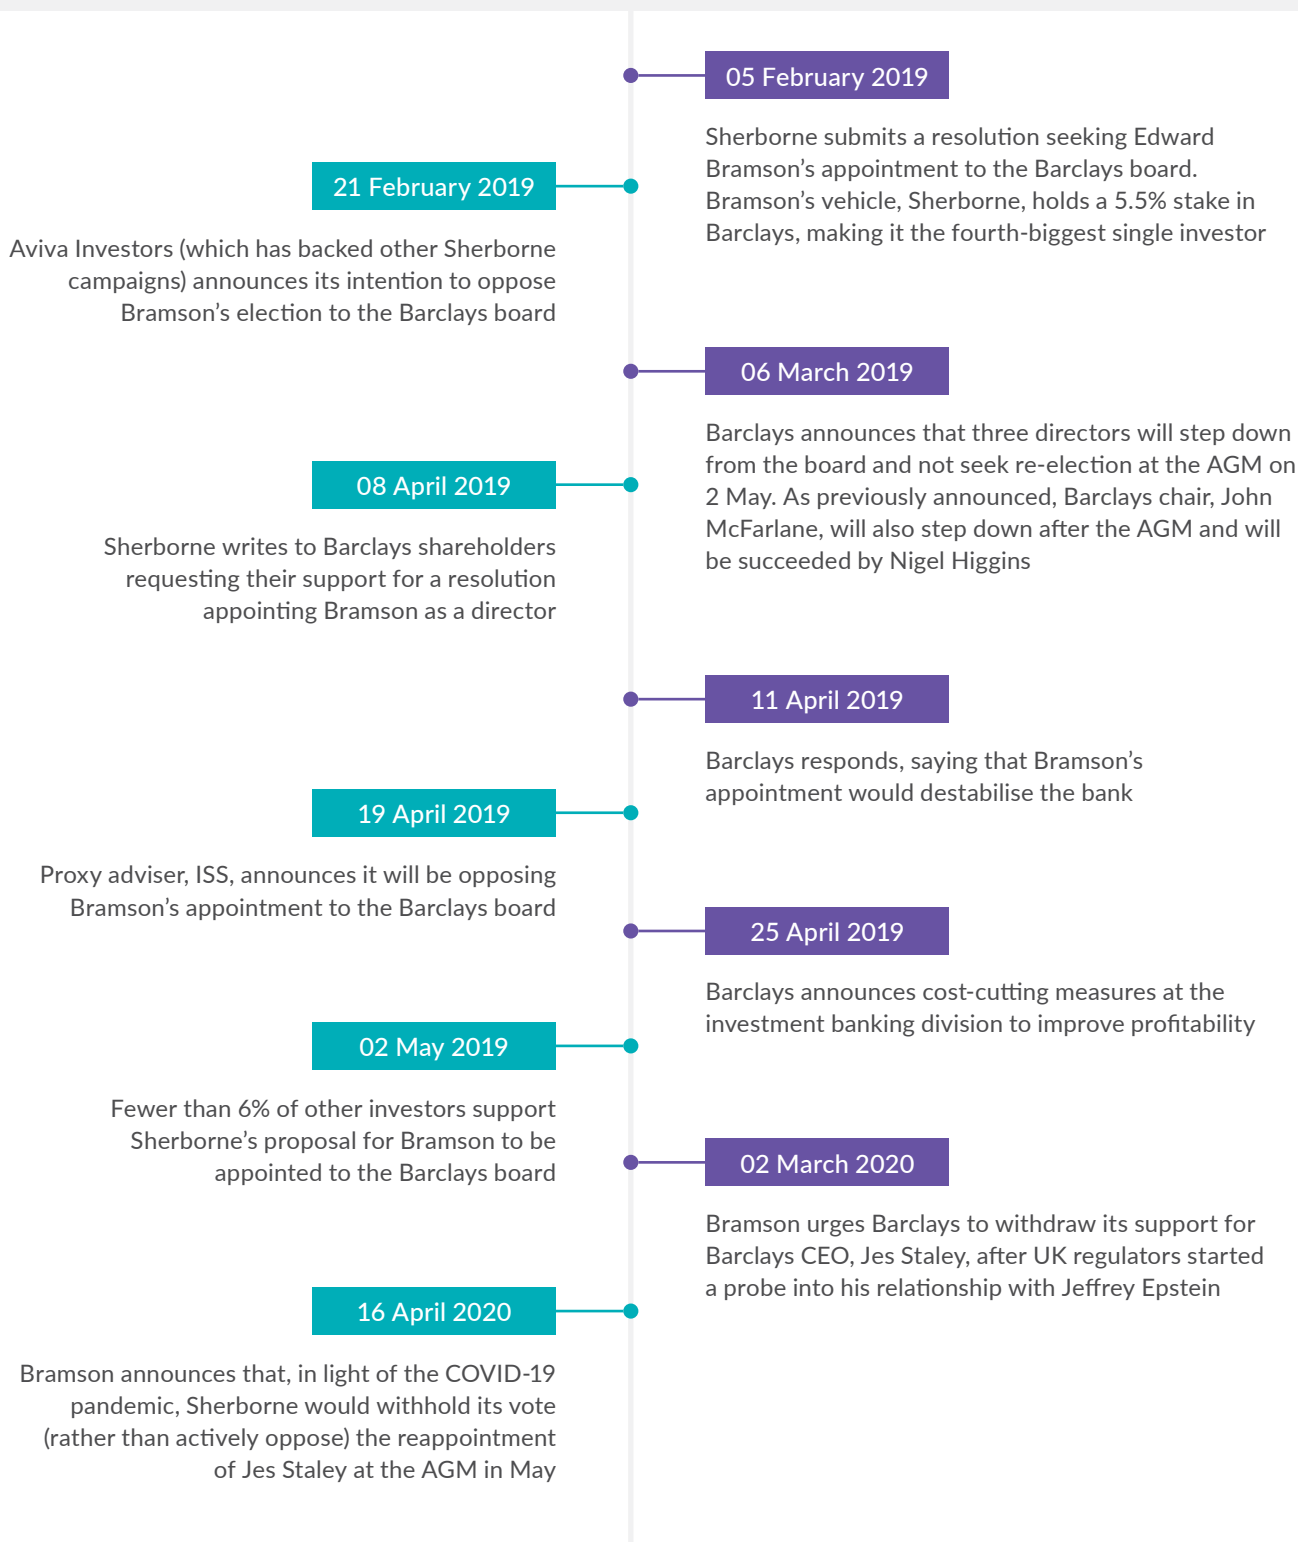 05 February 2019
Sherborne submits a resolution seeking Edward
Bramson’s appointment to the Barclays board.
Bramson’s vehicle, Sherborne, holds a 5.5% stake in
Barclays, making it the fourth-biggest single investor
21 February 2019
Aviva Investors (which has backed other Sherborne
campaigns) announces its intention to oppose
Bramson’s election to the Barclays board
06 March 2019
Barclays announces that three directors will step down
from the board and not seek re-election at the AGM on
2 May. As previously announced, Barclays chair, John
McFarlane, will also step down after the AGM and will
be succeeded by Nigel Higgins
08 April 2019
Sherborne writes to Barclays shareholders
requesting their support for a resolution
appointing Bramson as a director
11 April 2019
Barclays responds, saying that Bramson’s
appointment would destabilise the bank
19 April 2019
Proxy adviser, ISS, announces it will be opposing
Bramson’s appointment to the Barclays board
25 April 2019
Barclays announces cost-cutting measures at the
investment banking division to improve profitability
02 May 2019
Fewer than 6% of other investors support
Sherborne’s proposal for Bramson to be
appointed to the Barclays board
02 March 2020
Bramson urges Barclays to withdraw its support for
Barclays CEO, Jes Staley, after UK regulators started
a probe into his relationship with Jeffrey Epstein
16 April 2020
Bramson announces that, in light of the COVID-19
pandemic, Sherborne would withhold its vote
(rather than actively oppose) the reappointment
of Jes Staley at the AGM in May